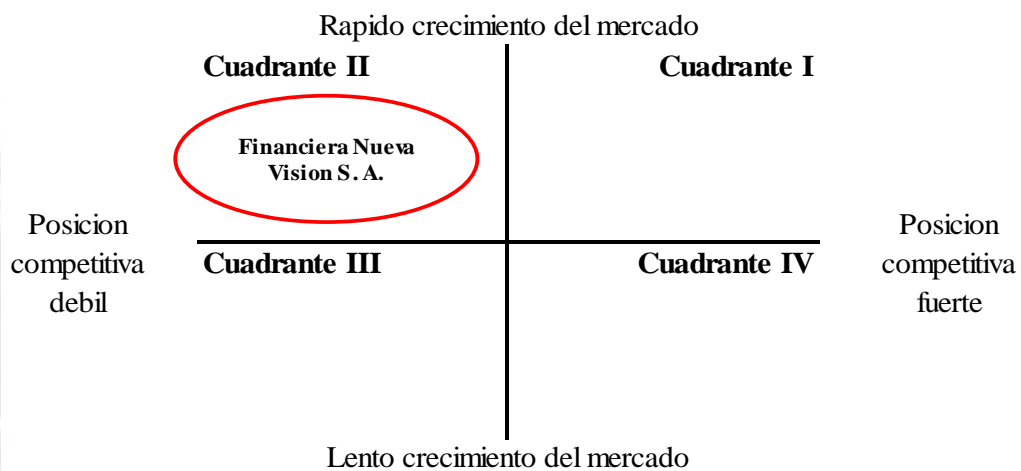 Rapido crecimiento del mercado
Cuadrante II
Cuadrante I
Financiera Nueva
Vision S. A.
Posicion
competitiva
debil
Posicion
competitiva
fuerte
Cuadrante III
Cuadrante IV
Lento crecimiento del mercado